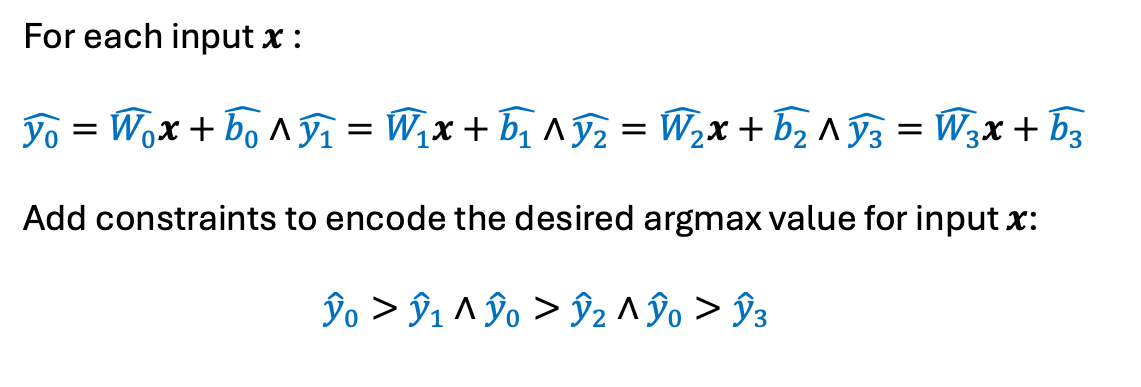 For each input 𝒙 :
ŷ₀ = Ŵ₀𝒙 + b̂₀ ∧ ŷ₁ = Ŵ₁𝒙 + b̂₁ ∧ ŷ₂ = Ŵ₂𝒙 + b̂₂ ∧ ŷ₃ = Ŵ₃𝒙 + b̂₃
Add constraints to encode the desired argmax value for input 𝒙:
ŷ₀ > ŷ₁ ∧ ŷ₀ > ŷ₂ ∧ ŷ₀ > ŷ₃